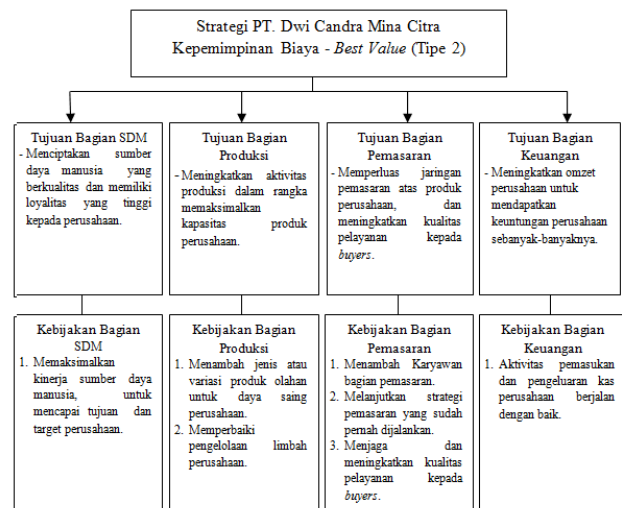 Strategi PT. Dwi Candra Mina Citra
Kepemimpinan Biaya - Best Value (Tipe 2)
Tujuan Bagian SDM
- Menciptakan sumber
daya manusia yang
berkualitas dan memiliki
loyalitas yang tinggi
kepada perusahaan.
Tujuan Bagian
Produksi
- Meningkatkan aktivitas
produksi dalam rangka
memaksimalkan
kapasitas produk
perusahaan.
Tujuan Bagian
Pemasaran
- Memperluas jaringan
pemasaran atas produk
perusahaan, dan
meningkatkan kualitas
pelayanan kepada
buyers.
Tujuan Bagian
Keuangan
- Meningkatkan omzet
perusahaan untuk
mendapatkan
keuntungan perusahaan
sebanyak-banyaknya.
Kebijakan Bagian
SDM
1. Memaksimalkan
kinerja sumber daya
manusia, untuk
mencapai tujuan dan
target perusahaan.
Kebijakan Bagian
Produksi
1. Menambah jenis atau
variasi produk olahan
untuk daya saing
perusahaan.
2. Memperbaiki
pengelolaan limbah
perusahaan.
Kebijakan Bagian
Pemasaran
1. Menambah Karyawan
bagian pemasaran.
2. Melanjutkan strategi
pemasaran yang sudah
pernah dijalankan.
3. Menjaga dan
meningkatkan kualitas
pelayanan kepada
buyers.
Kebijakan Bagian
Keuangan
1. Aktivitas pemasukan
dan pengeluaran kas
perusahaan berjalan
dengan baik.